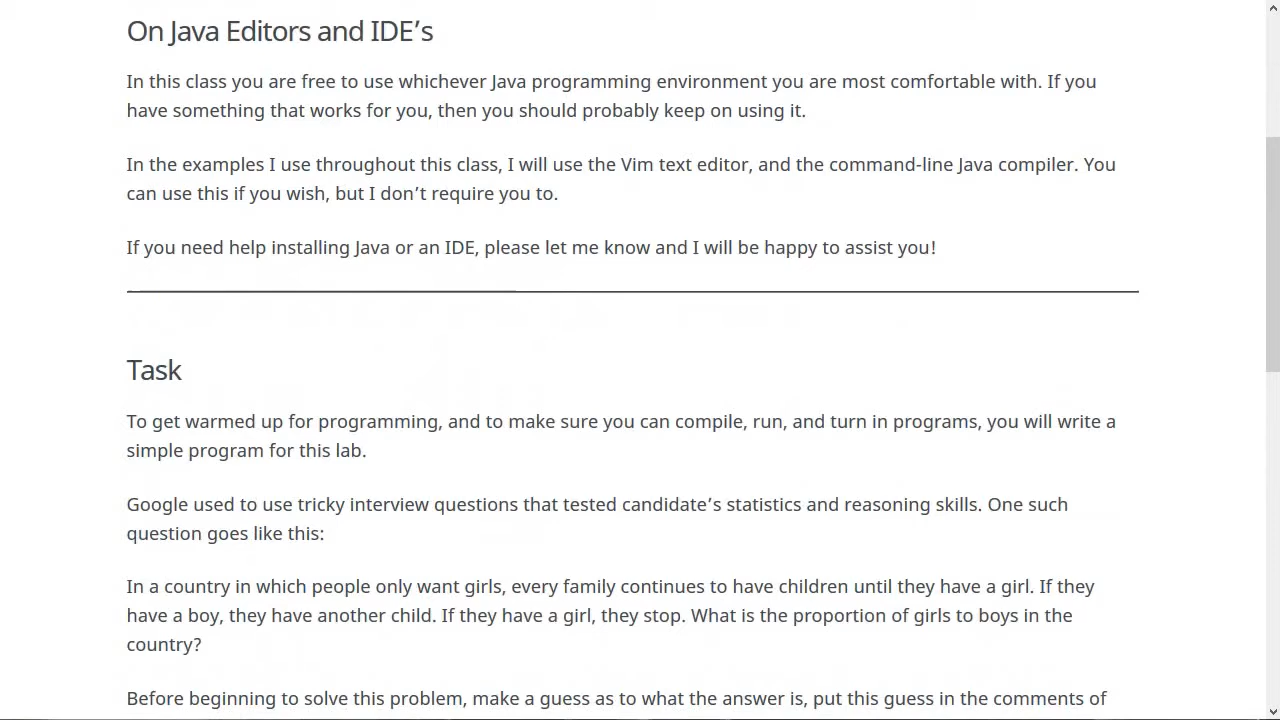 On Java Editors and IDE’s
In this class you are free to use whichever Java programming environment you are most comfortable with. If you
have something that works for you, then you should probably keep on using it.
In the examples I use throughout this class, I will use the Vim text editor, and the command-line Java compiler. You
can use this if you wish, but I don’t require you to.
If you need help installing Java or an IDE, please let me know and I will be happy to assist you!
Task
To get warmed up for programming, and to make sure you can compile, run, and turn in programs, you will write a
simple program for this lab.
Google used to use tricky interview questions that tested candidate’s statistics and reasoning skills. One such
question goes like this:
In a country in which people only want girls, every family continues to have children until they have a girl. If they
have a boy, they have another child. If they have a girl, they stop. What is the proportion of girls to boys in the
country?
Before beginning to solve this problem, make a guess as to what the answer is, put this guess in the comments of